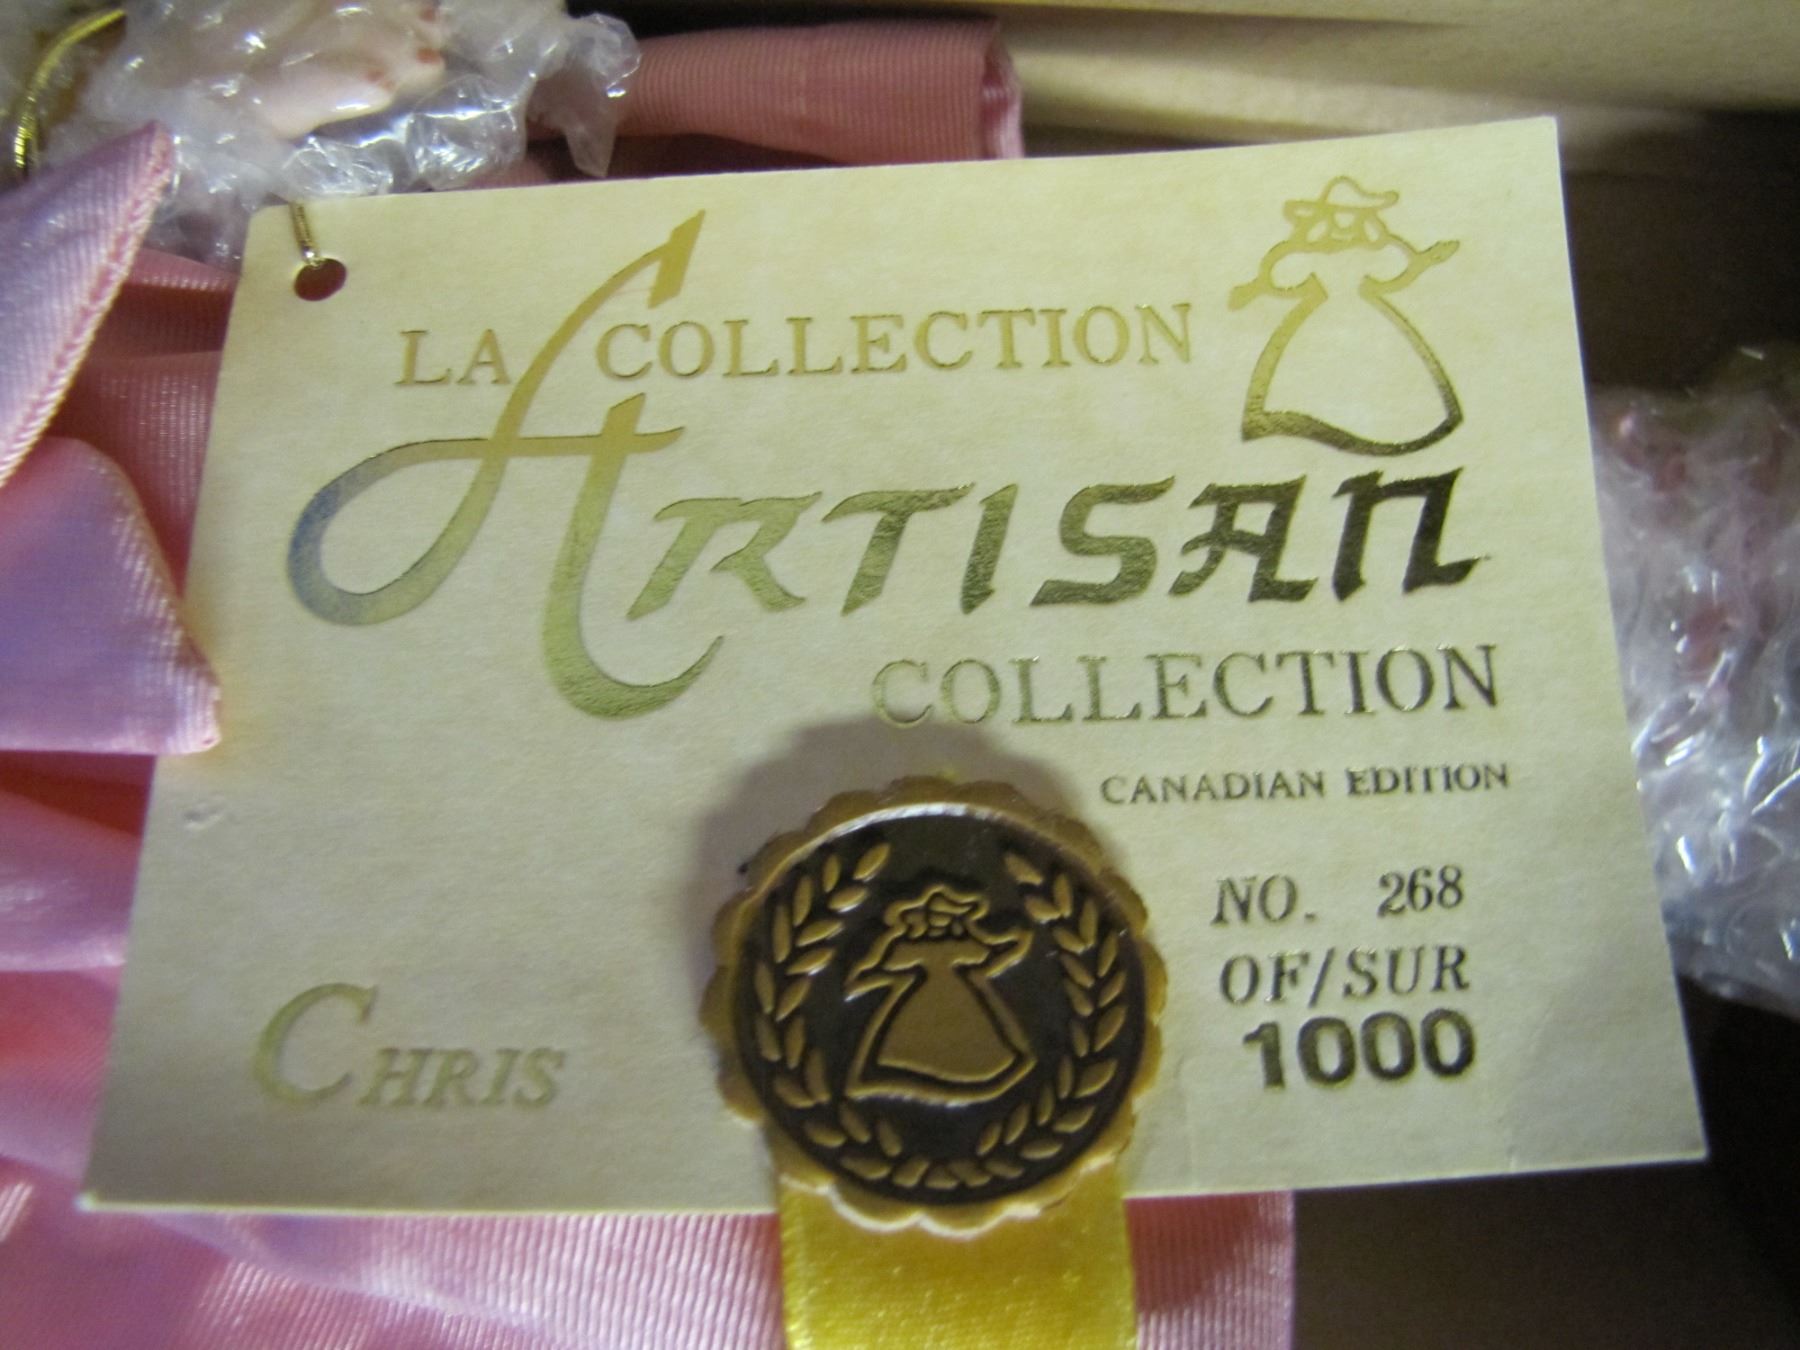 LA COLLECTION
ARTISAN
COLLECTION
CANADIAN EDITION
NO. 268
OF/SUR
1000
CHRIS